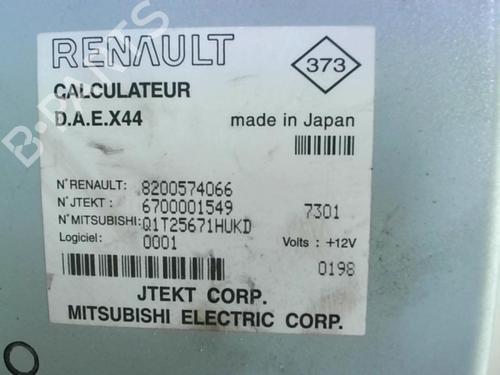 RENAULT
373
CALCULATEUR
D.A.E.X44
made in Japan
N° RENAULT: 8200574066
N° JTEKT: 6700001549 7301
N° MITSUBISHI: Q1T25671HUKD
Logiciel: 0001 Volts : +12V
0198
JTEKT CORP.
MITSUBISHI ELECTRIC CORP.
B-PARTS